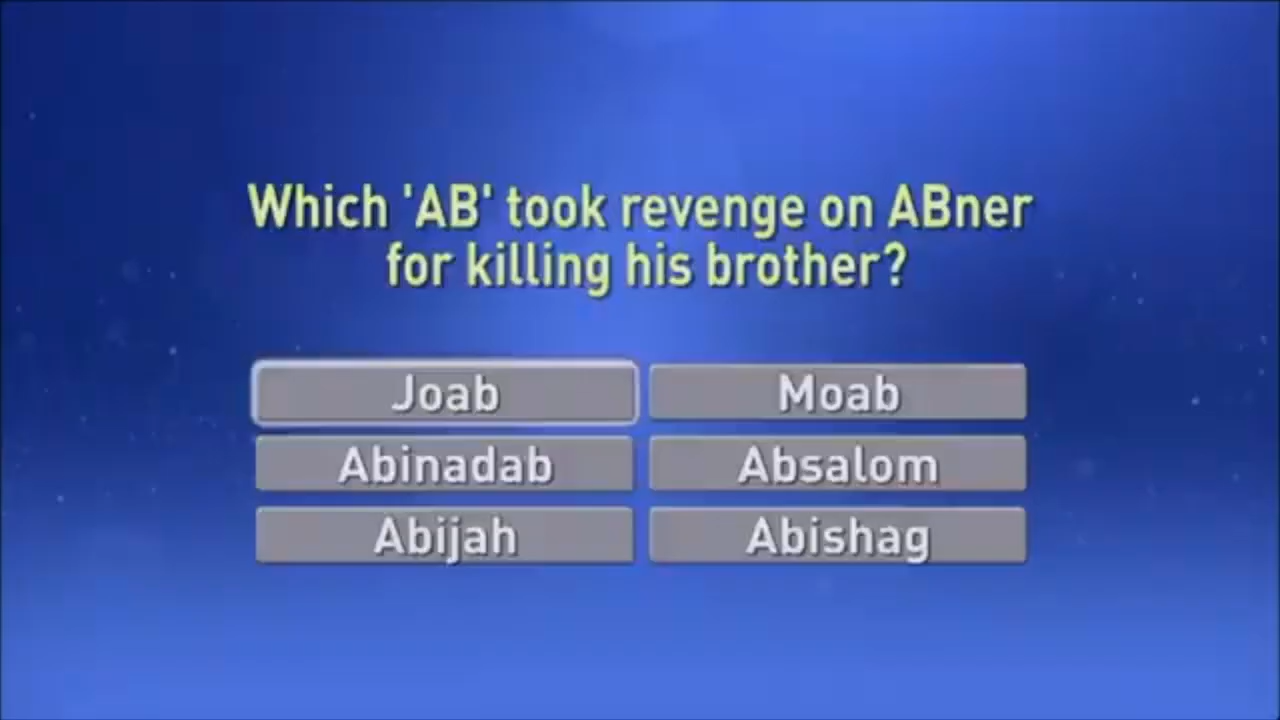 Which 'AB' took revenge on ABner
for killing his brother?
Joab
Moab
Abinadab
Absalom
Abijah
Abishag